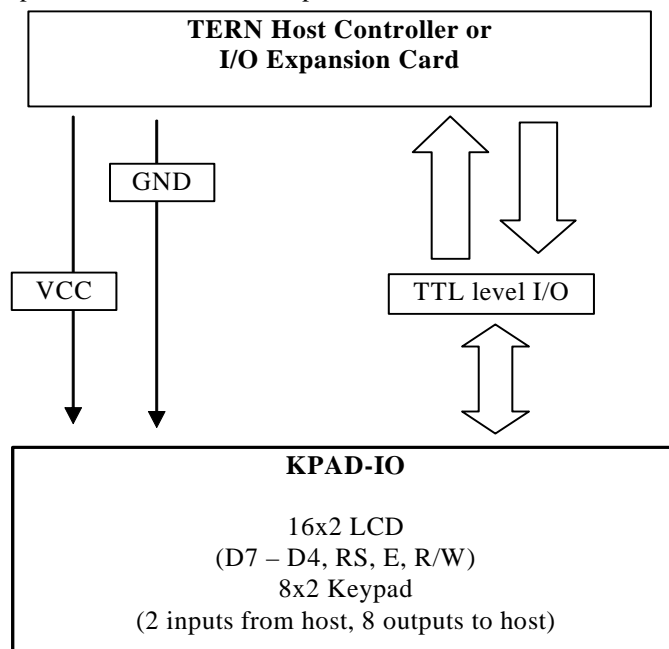 TERN Host Controller or
I/O Expansion Card
GND
VCC
TTL level I/O
KPAD-IO
16x2 LCD
(D7 – D4, RS, E, R/W)
8x2 Keypad
(2 inputs from host, 8 outputs to host)